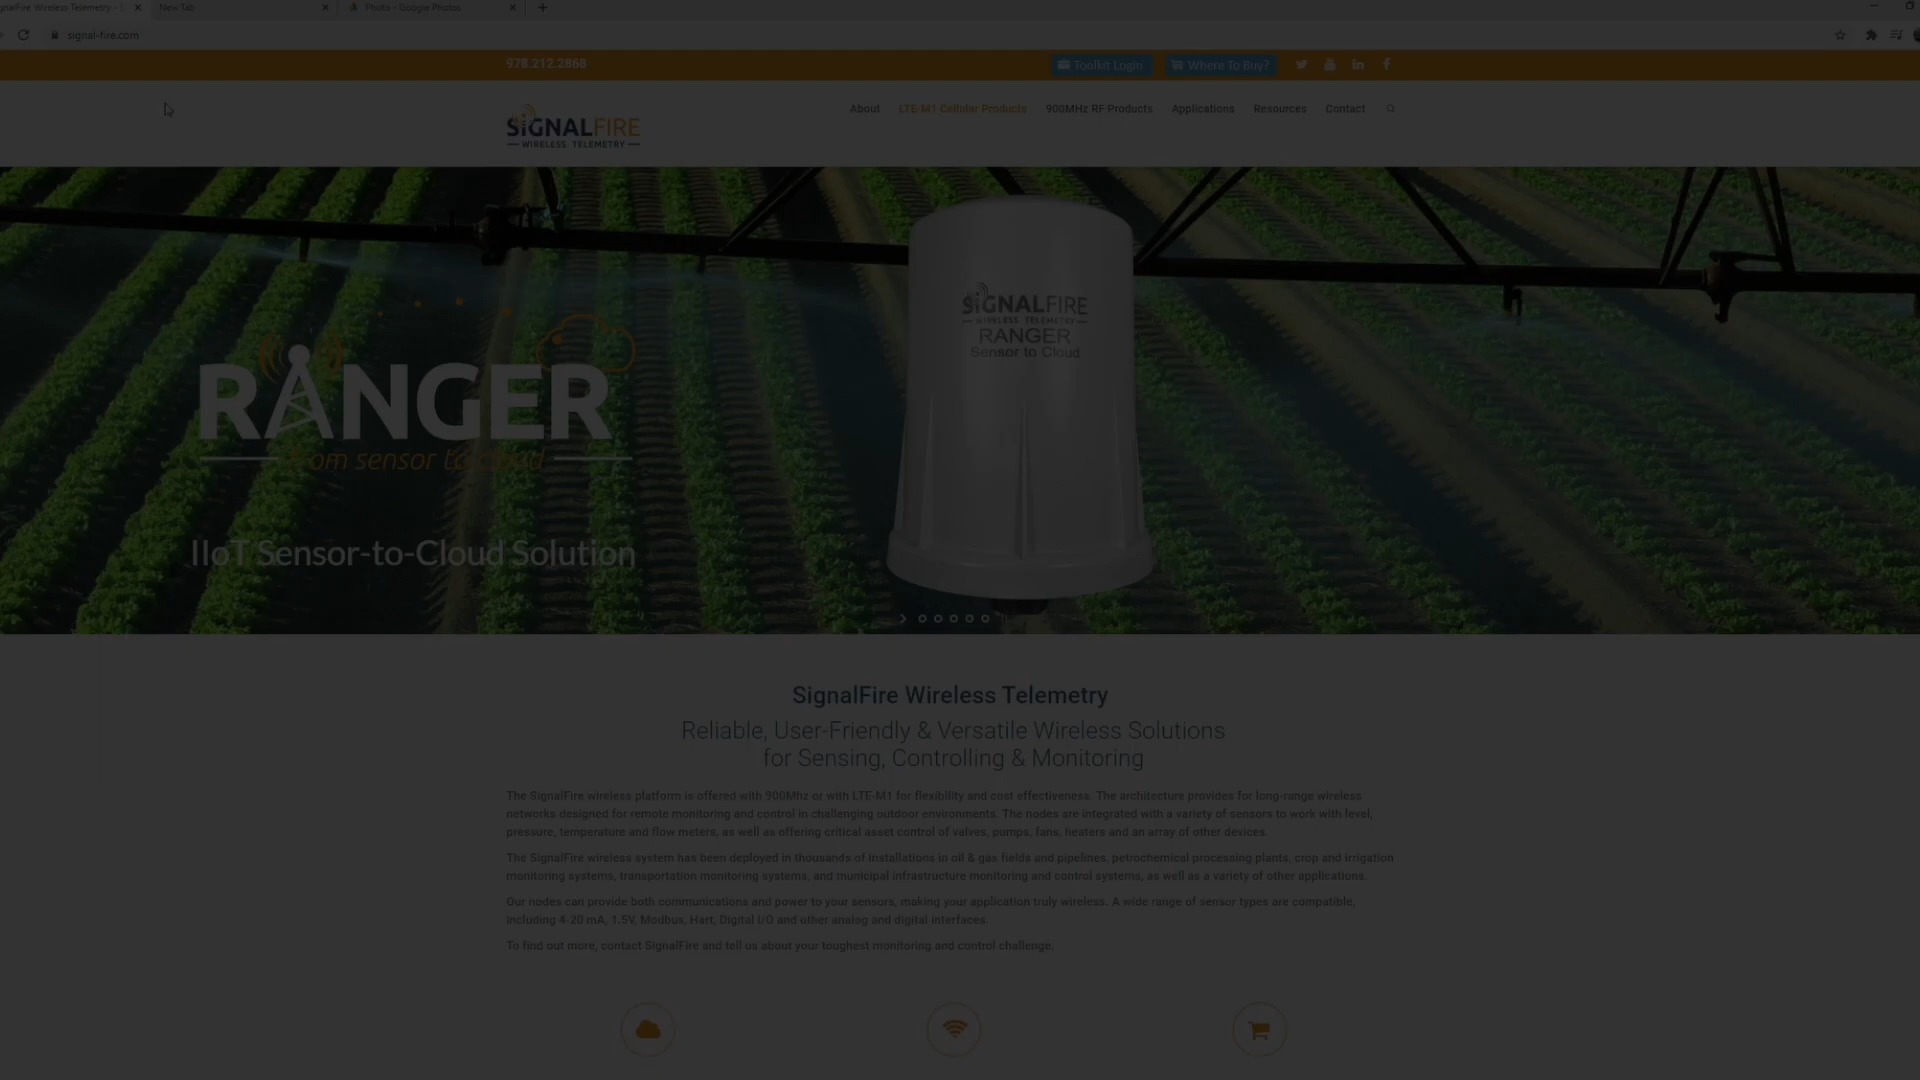 gnalFire Wireless Telemetry -
New Tab
Photo - Google Photos
signal-fire.com
978.212.2868
Toolkit Login
Where To Buy?
SIGNALFIRE
WIRELESS TELEMETRY
About
LTE-M1 Cellular Products
900MHz RF Products
Applications
Resources
Contact
SIGNALFIRE
WIRELESS TELEMETRY
RANGER
Sensor to Cloud
RANGER
from sensor to cloud
IIoT Sensor-to-Cloud Solution
SignalFire Wireless Telemetry
Reliable, User-Friendly & Versatile Wireless Solutions
for Sensing, Controlling & Monitoring
The SignalFire wireless platform is offered with 900Mhz or with LTE-M1 for flexibility and cost effectiveness. The architecture provides for long-range wireless
networks designed for remote monitoring and control in challenging outdoor environments. The nodes are integrated with a variety of sensors to work with level,
pressure, temperature and flow meters, as well as offering critical asset control of valves, pumps, fans, heaters and an array of other devices.
The SignalFire wireless system has been deployed in thousands of installations in oil & gas fields and pipelines, petrochemical processing plants, crop and irrigation
monitoring systems, transportation monitoring systems, and municipal infrastructure monitoring and control systems, as well as a variety of other applications.
Our nodes can provide both communications and power to your sensors, making your application truly wireless. A wide range of sensor types are compatible,
including 4-20 mA, 1.5V, Modbus, Hart, Digital I/O and other analog and digital interfaces.
To find out more, contact SignalFire and tell us about your toughest monitoring and control challenge.